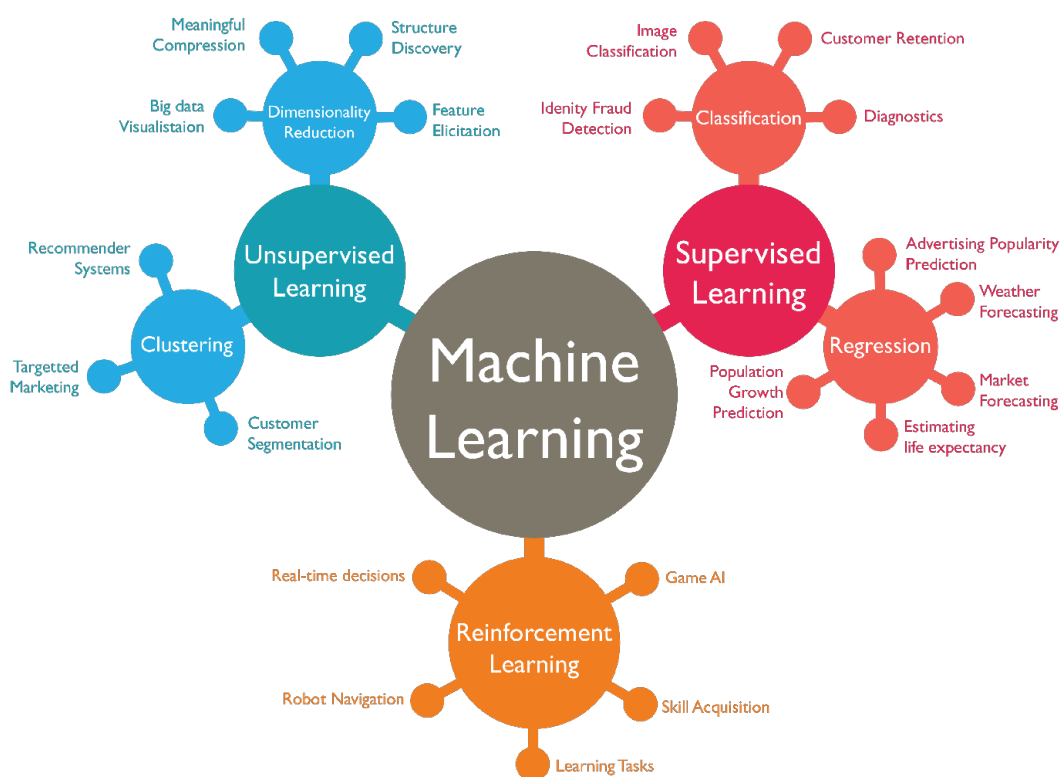 Machine
Learning
Unsupervised
Learning
Dimensionality
Reduction
Meaningful
Compression
Structure
Discovery
Big data
Visualistaion
Feature
Elicitation
Clustering
Recommender
Systems
Targetted
Marketing
Customer
Segmentation
Supervised
Learning
Classification
Image
Classification
Customer Retention
Idenity Fraud
Detection
Diagnostics
Regression
Advertising Popularity
Prediction
Weather
Forecasting
Population
Growth
Prediction
Market
Forecasting
Estimating
life expectancy
Reinforcement
Learning
Real-time decisions
Game AI
Robot Navigation
Skill Acquisition
Learning Tasks